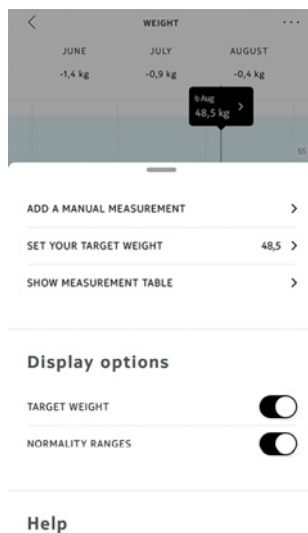 WEIGHT
JUNE JULY AUGUST
-1,4 kg -0,9 kg -0,4 kg
6 Aug
48,5 kg
65
ADD A MANUAL MEASUREMENT
SET YOUR TARGET WEIGHT 48,5
SHOW MEASUREMENT TABLE
Display options
TARGET WEIGHT
NORMALITY RANGES
Help